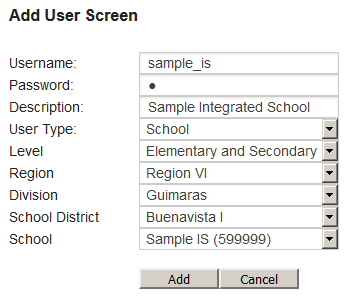 Add User Screen
Username: sample_is
Password: ●
Description: Sample Integrated School
User Type: School
Level Elementary and Secondary
Region Region VI
Division Guimaras
School District Buenavista I
School Sample IS (599999)
Add Cancel